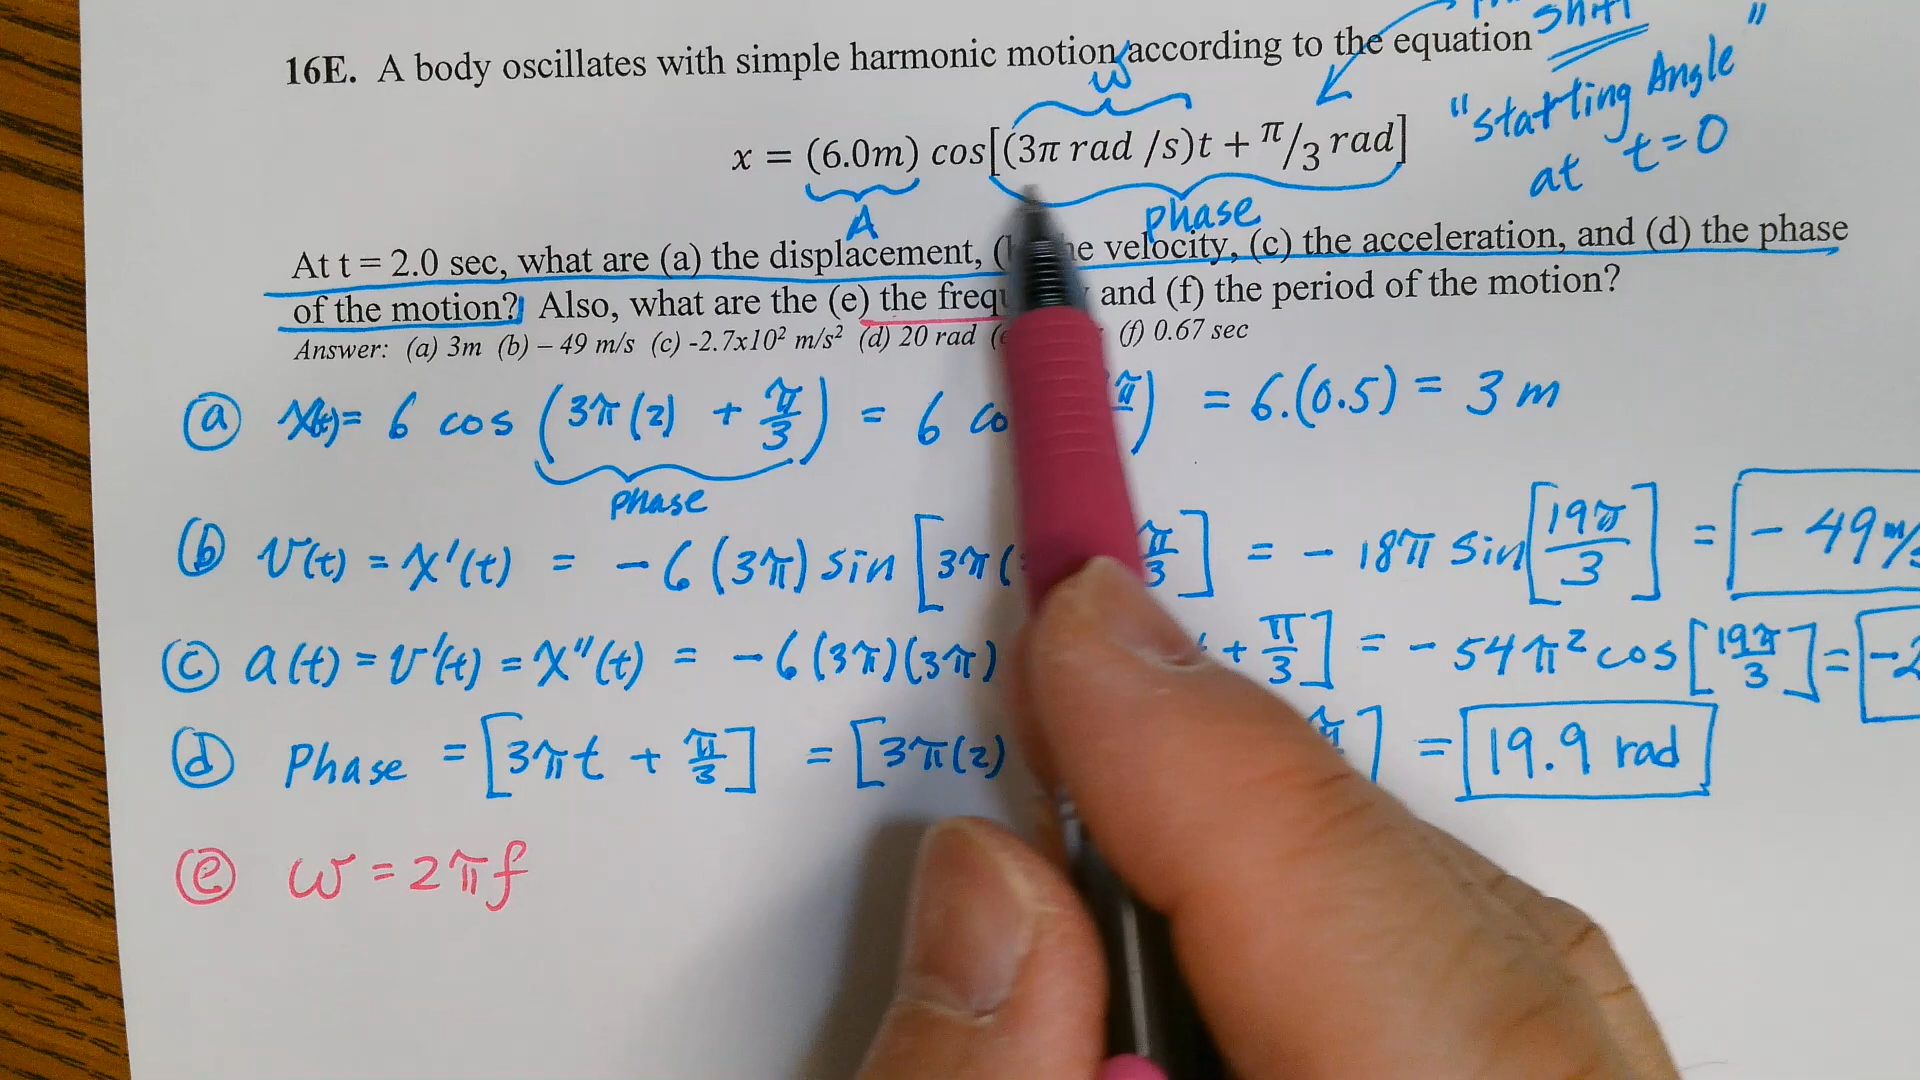 shift
16E. A body oscillates with simple harmonic motion according to the equation
"starting Angle"
at t=0
ω
x = (6.0m) cos[(3π rad /s)t + π/3 rad]
A
phase
At t = 2.0 sec, what are (a) the displacement, velocity, (c) the acceleration, and (d) the phase
of the motion? Also, what are the (e) the and (f) the period of the motion?
Answer: (a) 3m (b) – 49 m/s (c) -2.7x10² m/s² (d) 20 rad (f) 0.67 sec
(a) x(t)= 6 cos (3π(2) + π/3) = 6 π) = 6.(0.5) = 3 m
phase
(b) v(t) = x'(t) = -6(3π) sin [3π( π/3] = -18π sin[19π/3] = -49 m/s
(c) a(t) = v'(t) = x"(t) = -6(3π)(3π) + π/3] = -54π² cos[19π/3] = -2
(d) Phase = [3πt + π/3] = [3π(2) ] = 19.9 rad
(e) ω = 2πf